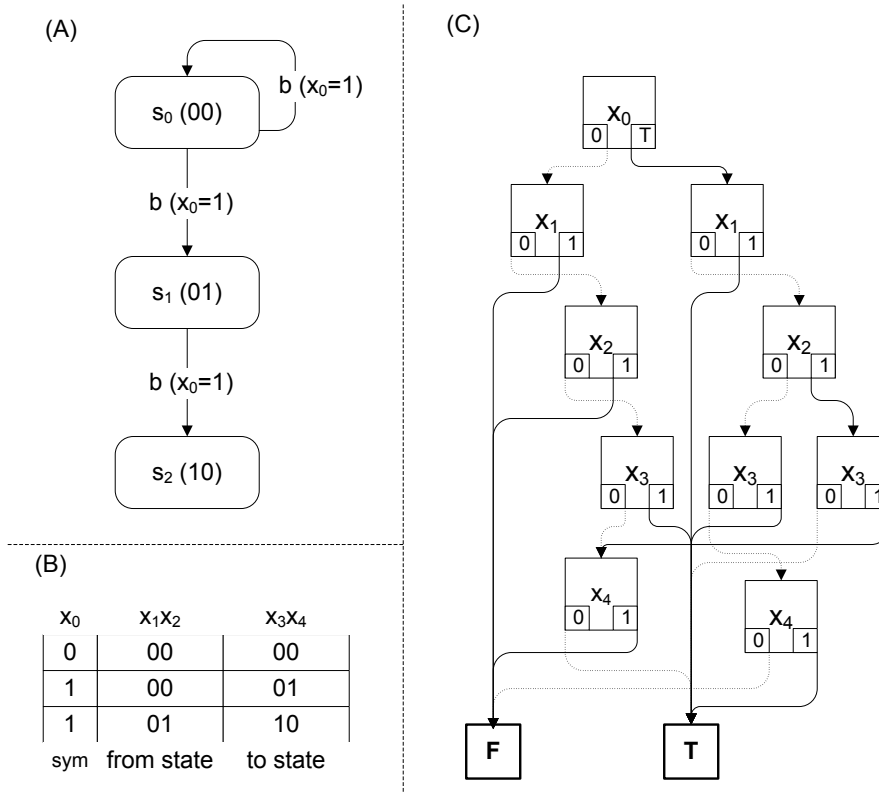 (A)
b (x₀=1)
s₀ (00)
b (x₀=1)
s₁ (01)
b (x₀=1)
s₂ (10)
(B)
x₀ x₁x₂ x₃x₄
0 00 00
1 00 01
1 01 10
sym from state to state
(C)
x₀
0 T
x₁ x₁
0 1 0 1
x₂ x₂
0 1 0 1
x₃ x₃ x₃
0 1 0 1 0 1
x₄
0 1
x₄
0 1
F T